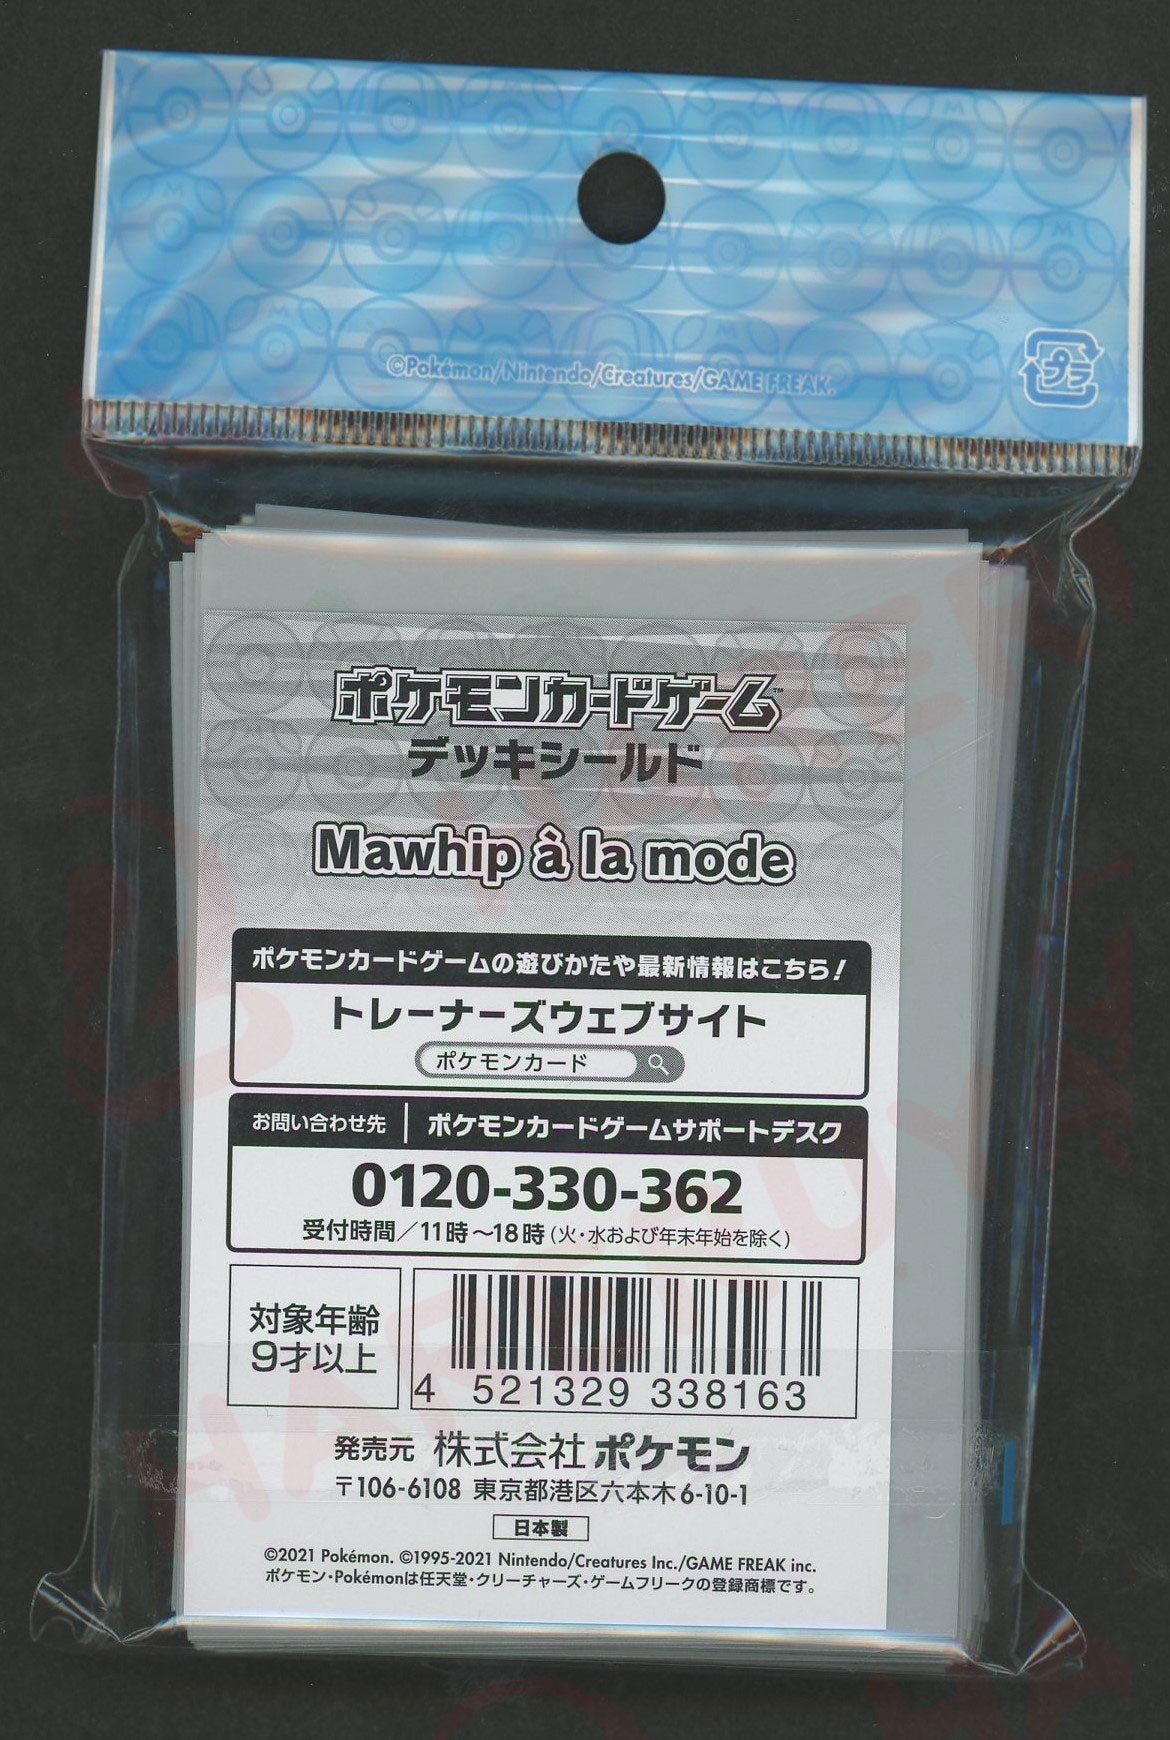 ©Pokémon/Nintendo/Creatures/GAME FREAK.
プラ
ポケモンカードゲーム™
デッキシールド
Mawhip à la mode
ポケモンカードゲームの遊びかたや最新情報はこちら!
トレーナーズウェブサイト
ポケモンカード
お問い合わせ先 ポケモンカードゲームサポートデスク
0120-330-362
受付時間/11時～18時(火・水および年末年始を除く)
対象年齢
9才以上
4 521329 338163
発売元 株式会社ポケモン
〒106-6108 東京都港区六本木6-10-1
日本製
©2021 Pokémon. ©1995-2021 Nintendo/Creatures Inc./GAME FREAK inc.
ポケモン・Pokémonは任天堂・クリーチャーズ・ゲームフリークの登録商標です。